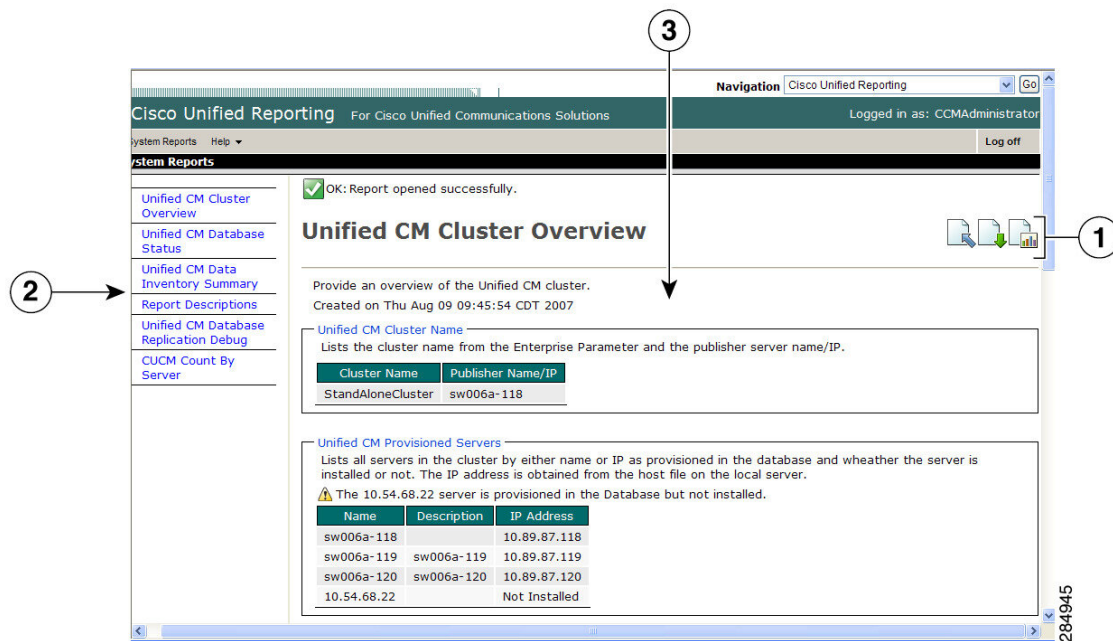 3
Navigation Cisco Unified Reporting Go
Cisco Unified Reporting For Cisco Unified Communications Solutions Logged in as: CCMAdministrator
ystem Reports Help Log off
ystem Reports
Unified CM Cluster
Overview
Unified CM Database
Status
Unified CM Data
Inventory Summary
Report Descriptions
Unified CM Database
Replication Debug
CUCM Count By
Server
2
OK: Report opened successfully.
Unified CM Cluster Overview
1
Provide an overview of the Unified CM cluster.
Created on Thu Aug 09 09:45:54 CDT 2007
Unified CM Cluster Name
Lists the cluster name from the Enterprise Parameter and the publisher server name/IP.
Cluster Name Publisher Name/IP
StandAloneCluster sw006a-118
Unified CM Provisioned Servers
Lists all servers in the cluster by either name or IP as provisioned in the database and wheather the server is
installed or not. The IP address is obtained from the host file on the local server.
The 10.54.68.22 server is provisioned in the Database but not installed.
Name Description IP Address
sw006a-118 10.89.87.118
sw006a-119 sw006a-119 10.89.87.119
sw006a-120 sw006a-120 10.89.87.120
10.54.68.22 Not Installed
284945